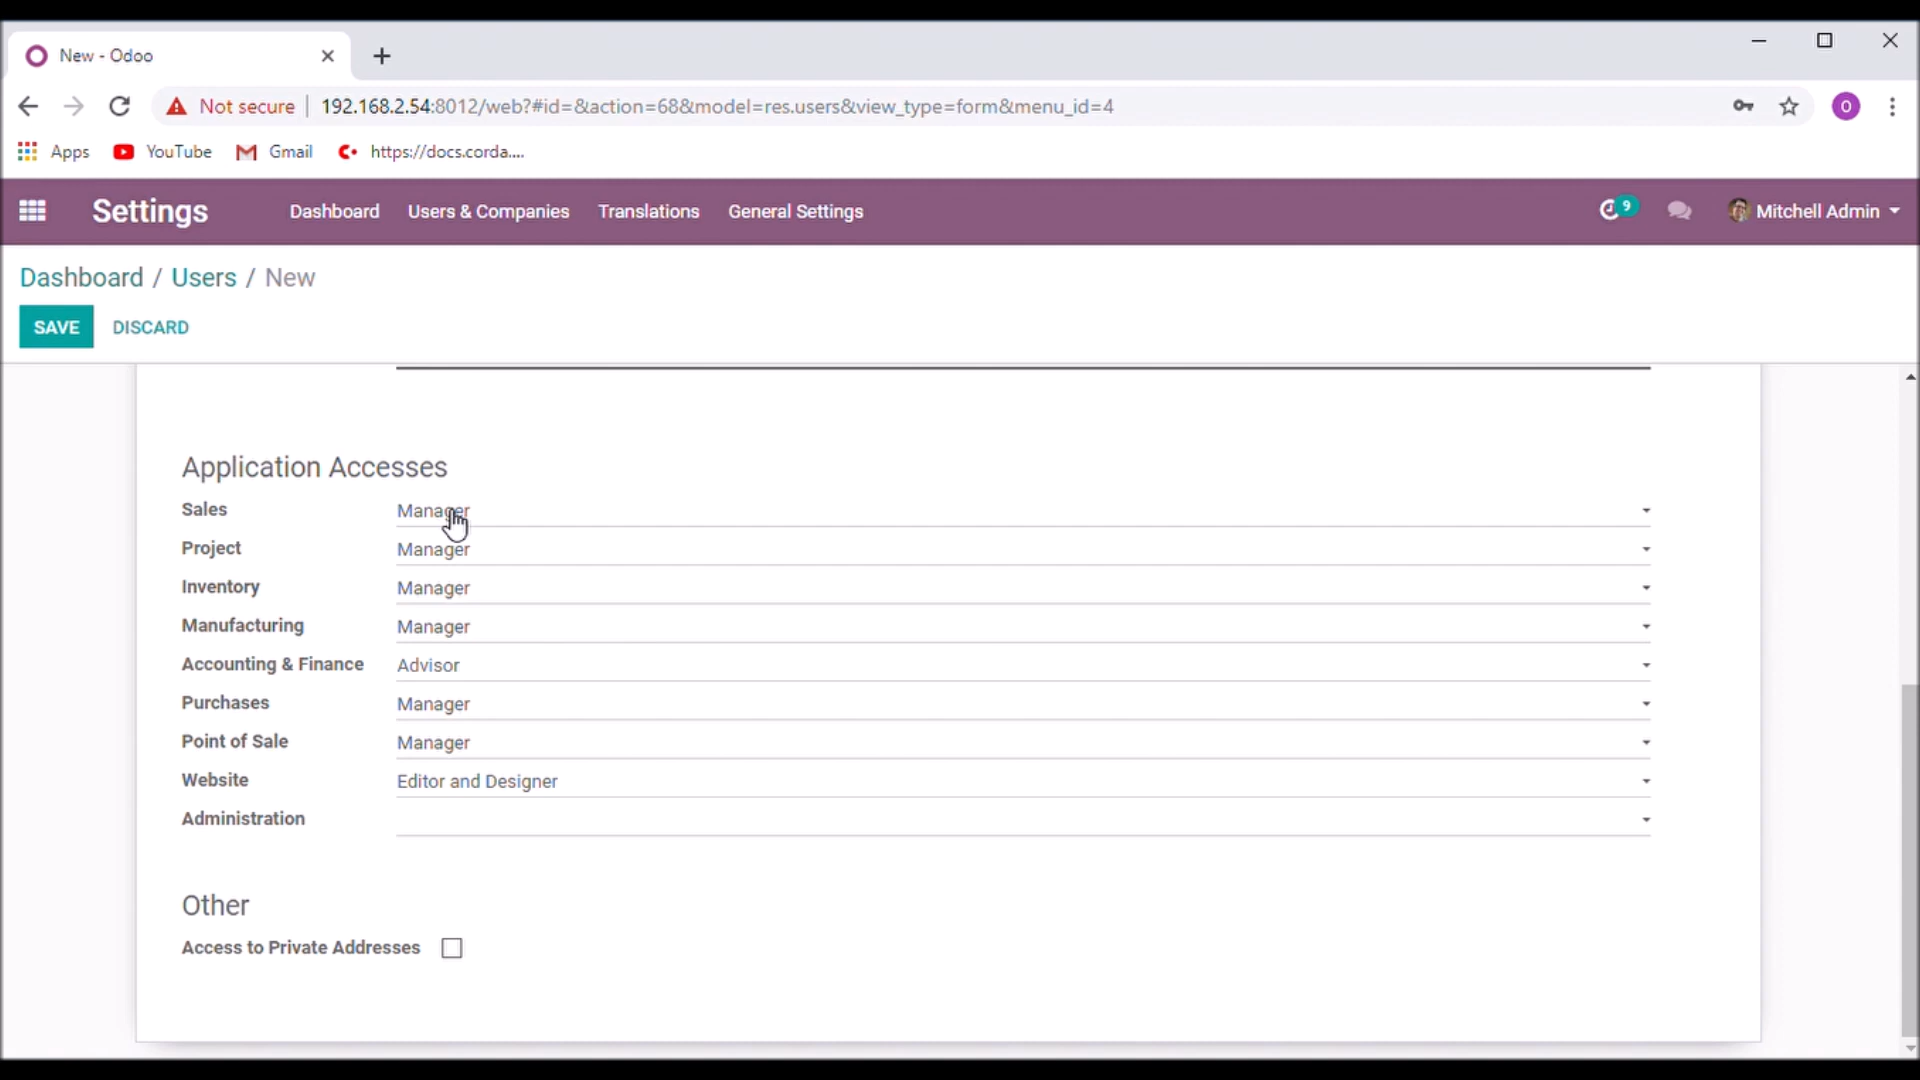 New - Odoo
Not secure 192.168.2.54:8012/web?#id=&action=68&model=res.users&view_type=form&menu_id=4
O
Apps YouTube Gmail https://docs.corda....
Settings Dashboard Users & Companies Translations General Settings 9 Mitchell Admin
Dashboard / Users / New
SAVE DISCARD
Application Accesses
Sales Manager
Project Manager
Inventory Manager
Manufacturing Manager
Accounting & Finance Advisor
Purchases Manager
Point of Sale Manager
Website Editor and Designer
Administration
Other
Access to Private Addresses